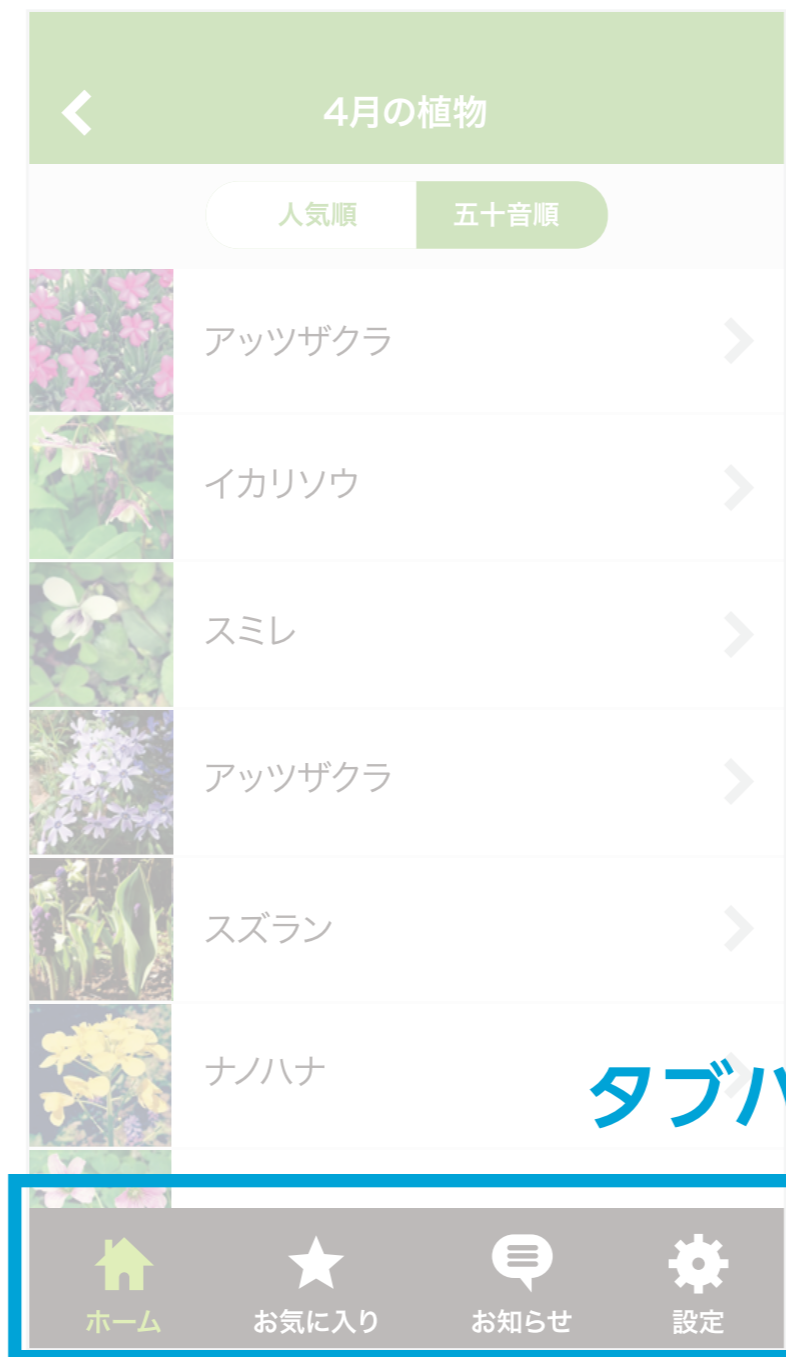 4月の植物
人気順 五十音順
アッツザクラ
イカリソウ
スミレ
アッツザクラ
スズラン
ナノハナ
タブバ
ホーム お気に入り お知らせ 設定